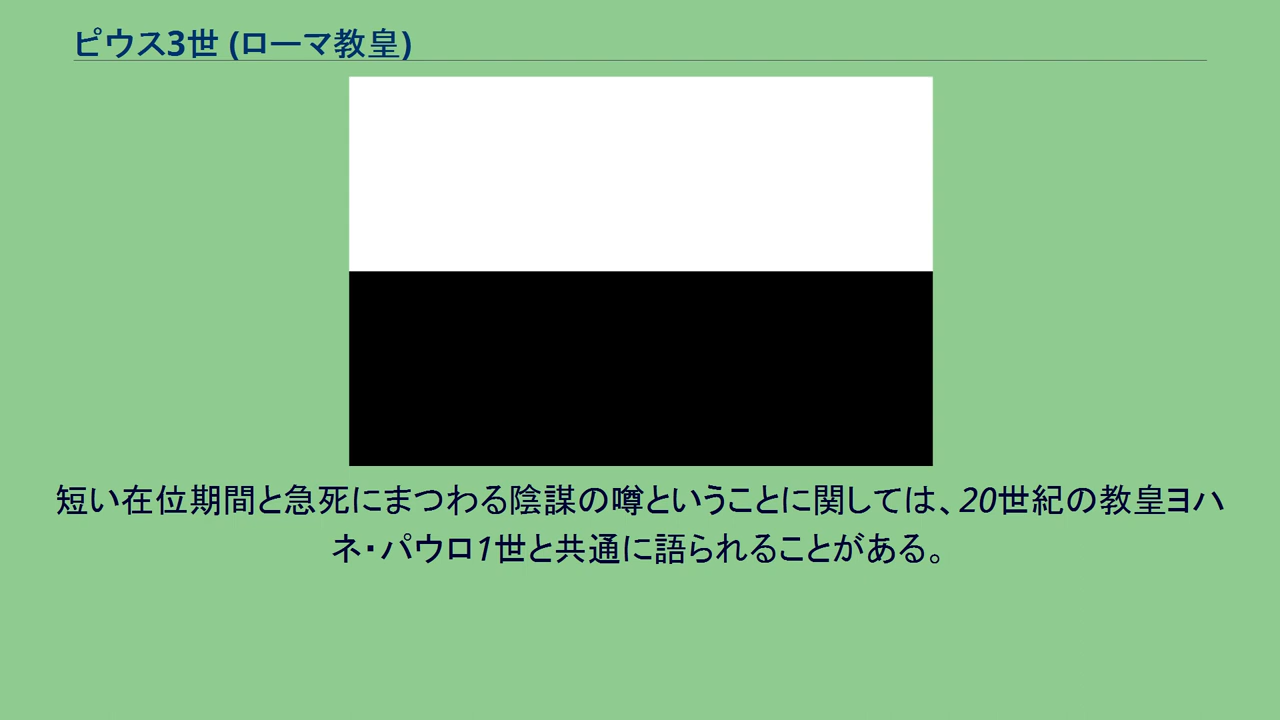 ピウス3世 (ローマ教皇)
短い在位期間と急死にまつわる陰謀の噂ということに関しては、20世紀の教皇ヨハ
ネ・パウロ1世と共通に語られることがある。